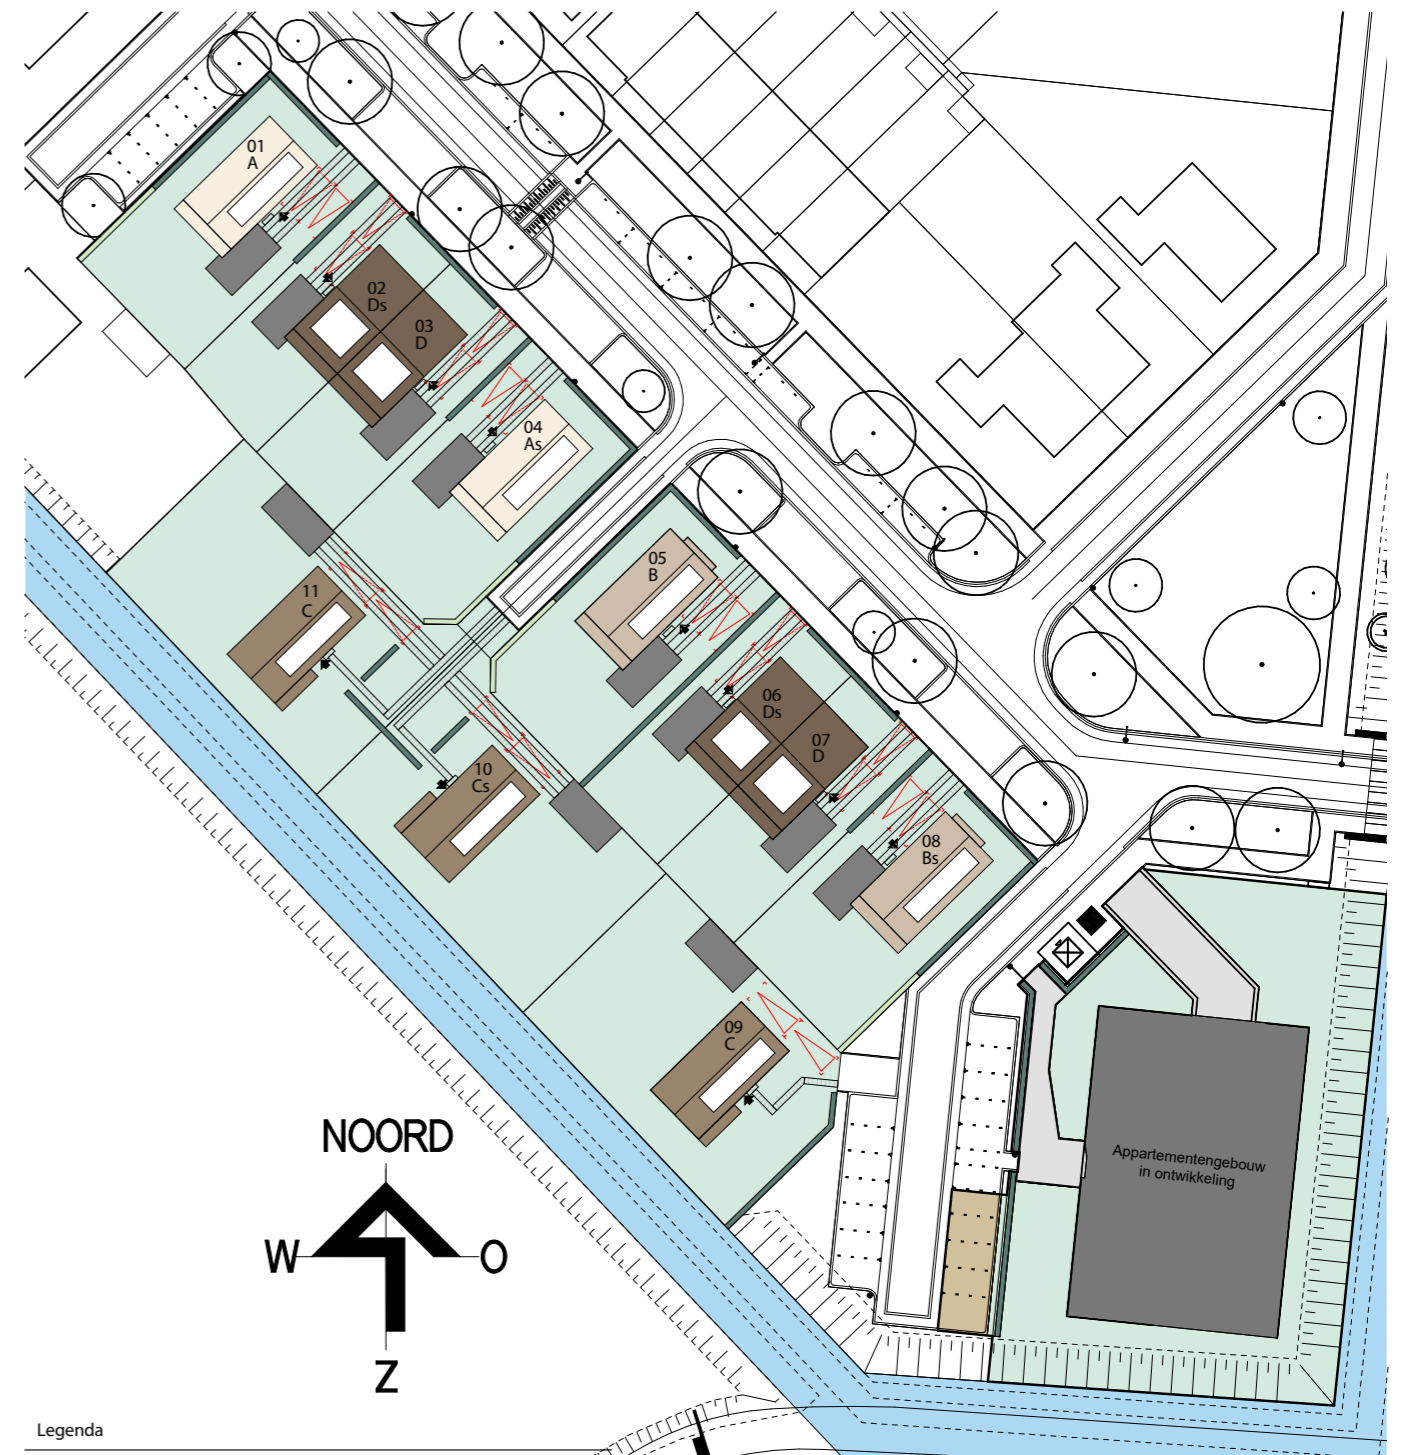 01
A
02
Ds
03
D
04
As
05
B
06
Ds
07
D
08
Bs
11
C
10
Cs
09
C
Appartementengebouw
in ontwikkeling
NOORD
W O
Z
Legenda